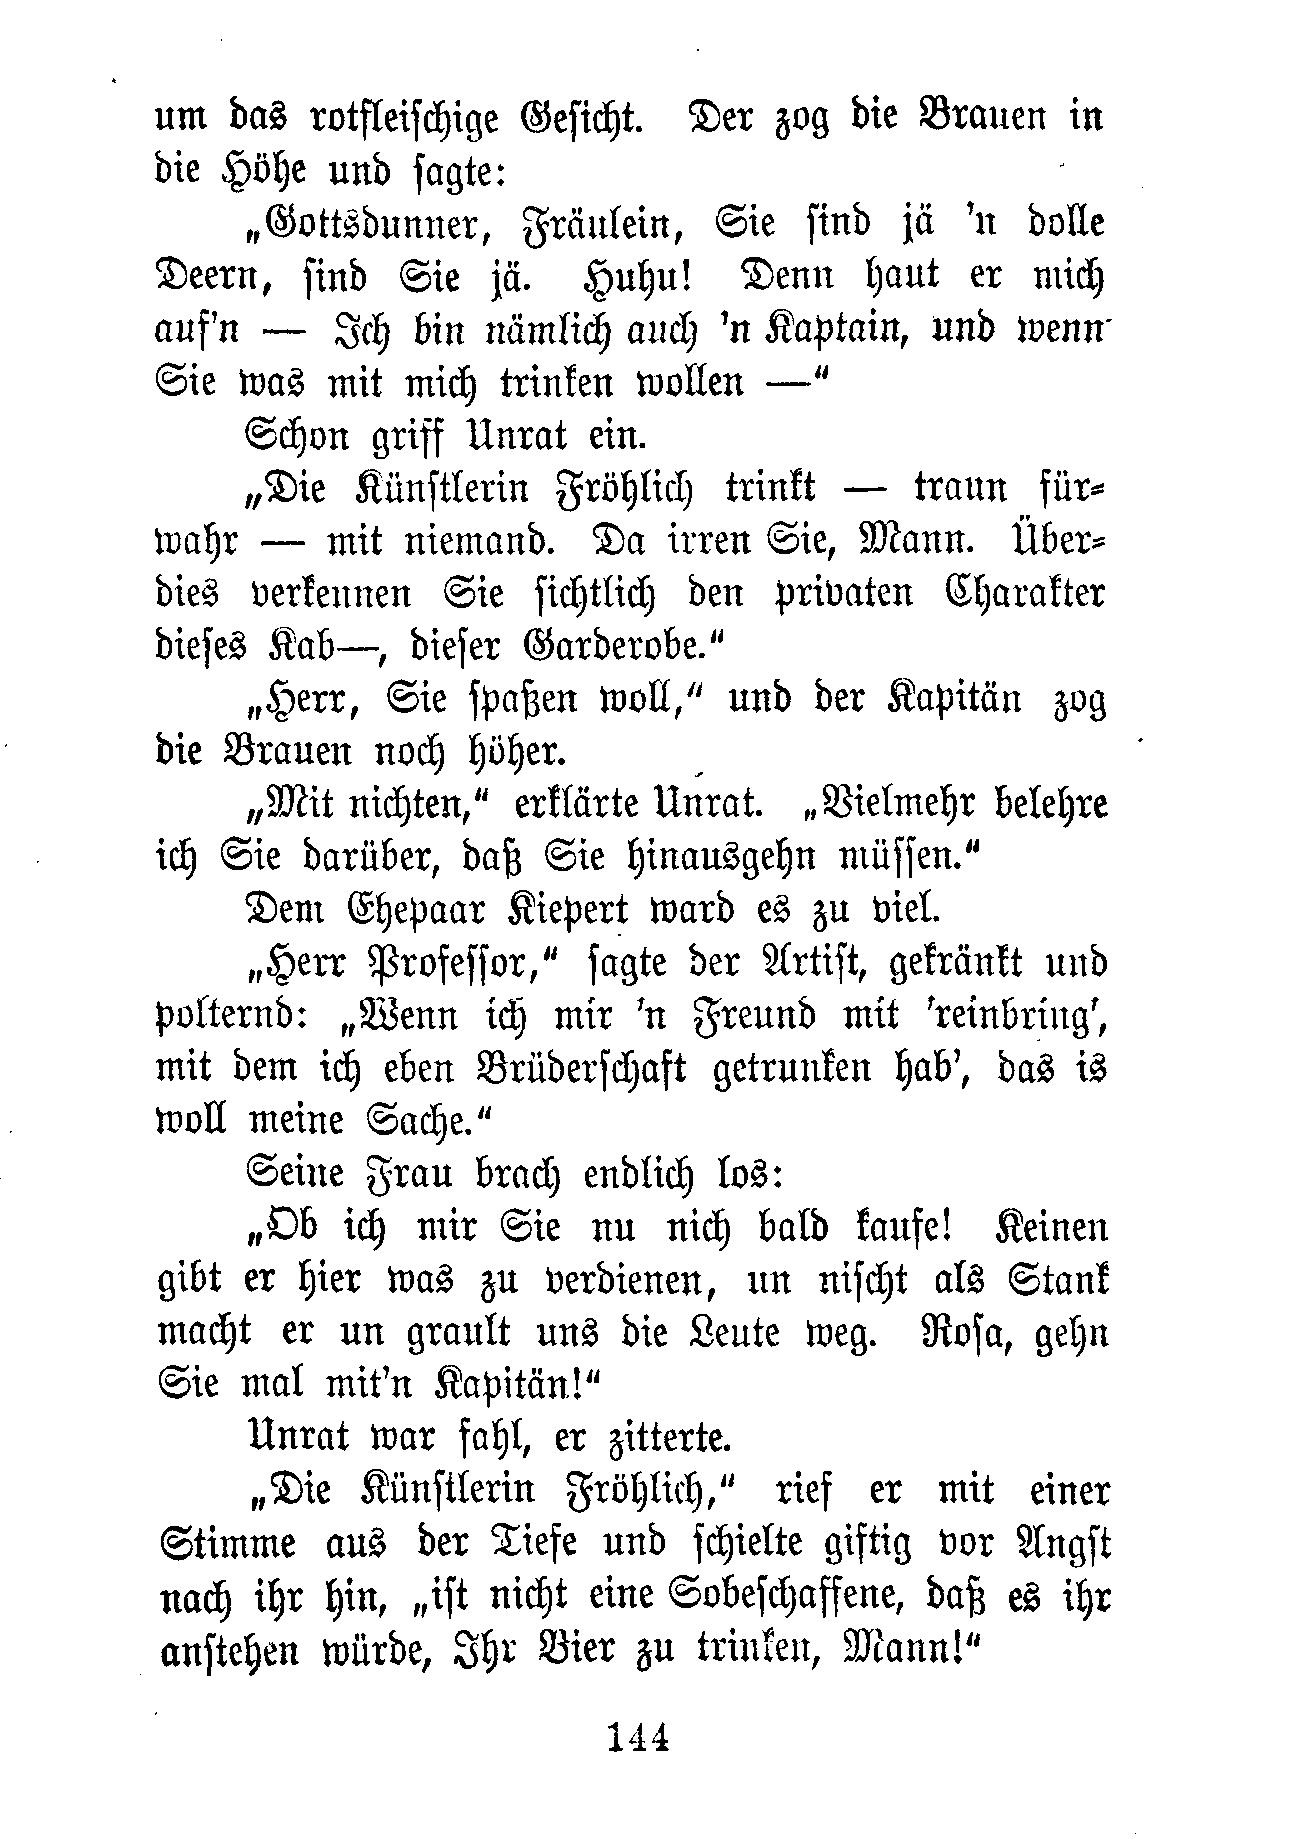 um das rotfleischige Gesicht. Der zog die Brauen in
die Höhe und sagte:
„Gottsdunner, Fräulein, Sie sind jä 'n dolle
Deern, sind Sie jä. Huhu! Denn haut er mich
auf'n — Ich bin nämlich auch 'n Kaptain, und wenn
Sie was mit mich trinken wollen —“
Schon griff Unrat ein.
„Die Künstlerin Fröhlich trinkt — traun für-
wahr — mit niemand. Da irren Sie, Mann. Über-
dies verkennen Sie sichtlich den privaten Charakter
dieses Kab—, dieser Garderobe.“
„Herr, Sie spaßen woll,“ und der Kapitän zog
die Brauen noch höher.
„Mit nichten,“ erklärte Unrat. „Vielmehr belehre
ich Sie darüber, daß Sie hinausgehn müssen.“
Dem Ehepaar Kiepert ward es zu viel.
„Herr Professor,“ sagte der Artist, gekränkt und
polternd: „Wenn ich mir 'n Freund mit 'reinbring',
mit dem ich eben Brüderschaft getrunken hab', das is
woll meine Sache.“
Seine Frau brach endlich los:
„Ob ich mir Sie nu nich bald kaufe! Keinen
gibt er hier was zu verdienen, un nischt als Stank
macht er un grault uns die Leute weg. Rosa, gehn
Sie mal mit'n Kapitän!“
Unrat war fahl, er zitterte.
„Die Künstlerin Fröhlich,“ rief er mit einer
Stimme aus der Tiefe und schielte giftig vor Angst
nach ihr hin, „ist nicht eine Sobeschaffene, daß es ihr
anstehen würde, Ihr Bier zu trinken, Mann!“
144